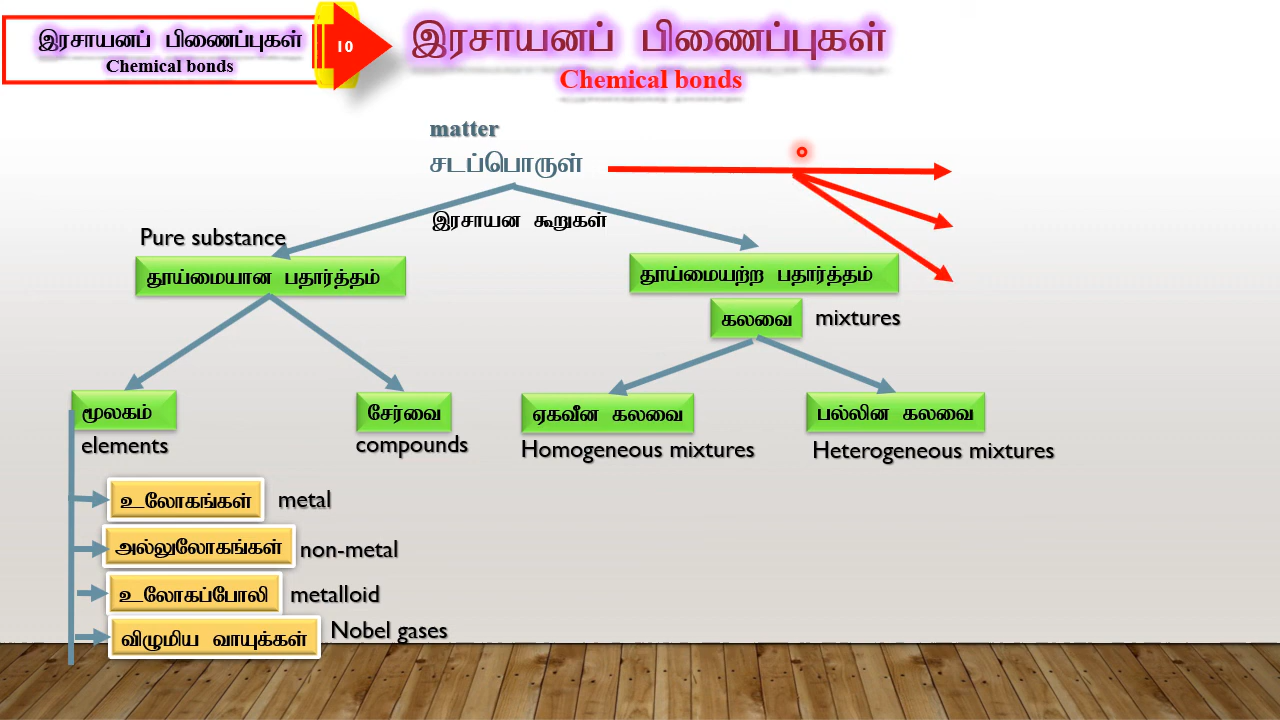 இரசாயனப் பிணைப்புகள்
Chemical bonds
10
இரசாயனப் பிணைப்புகள்
Chemical bonds
matter
சடப்பொருள்
இரசாயன கூறுகள்
Pure substance
தூய்மையான பதார்த்தம்
தூய்மையற்ற பதார்த்தம்
கலவை
mixtures
மூலகம்
elements
சேர்வை
compounds
ஏகவீன கலவை
Homogeneous mixtures
பல்லின கலவை
Heterogeneous mixtures
உலோகங்கள்
metal
அல்லுலோகங்கள்
non-metal
உலோகப்போலி
metalloid
விழுமிய வாயுக்கள்
Nobel gases